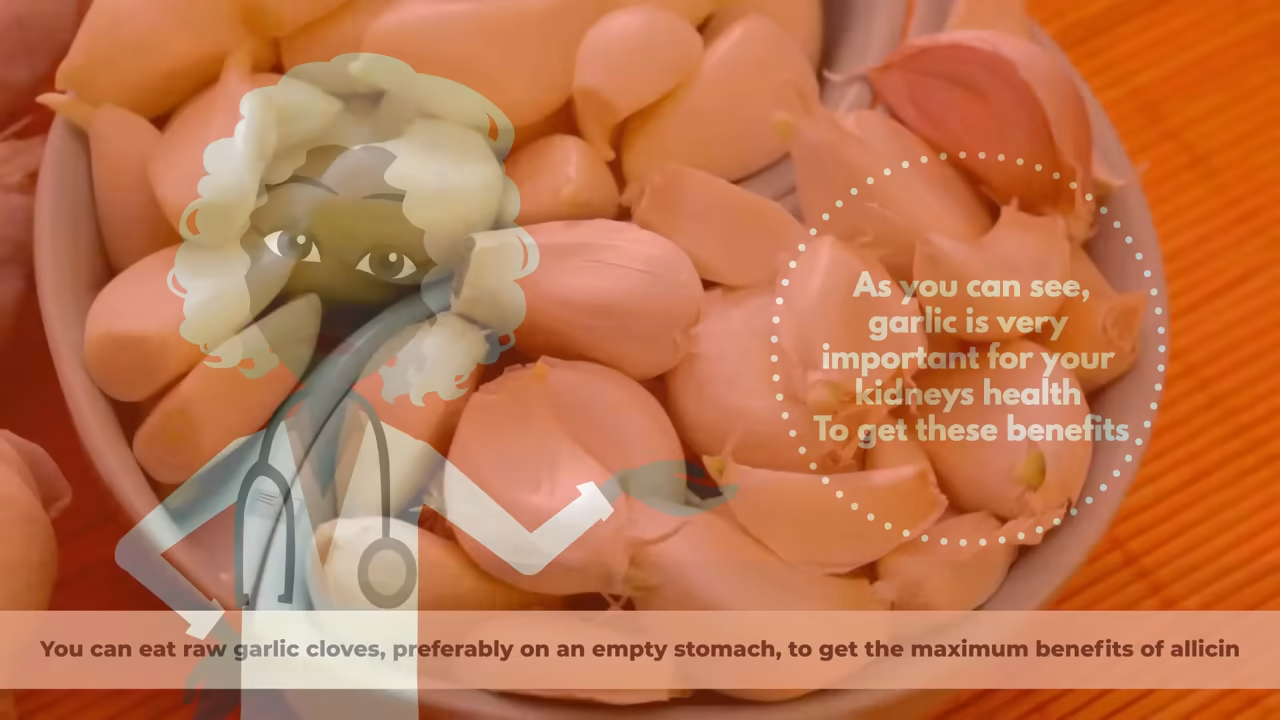 As you can see,
garlic is very
important for your
kidneys health
To get these benefits
You can eat raw garlic cloves, preferably on an empty stomach, to get the maximum benefits of allicin